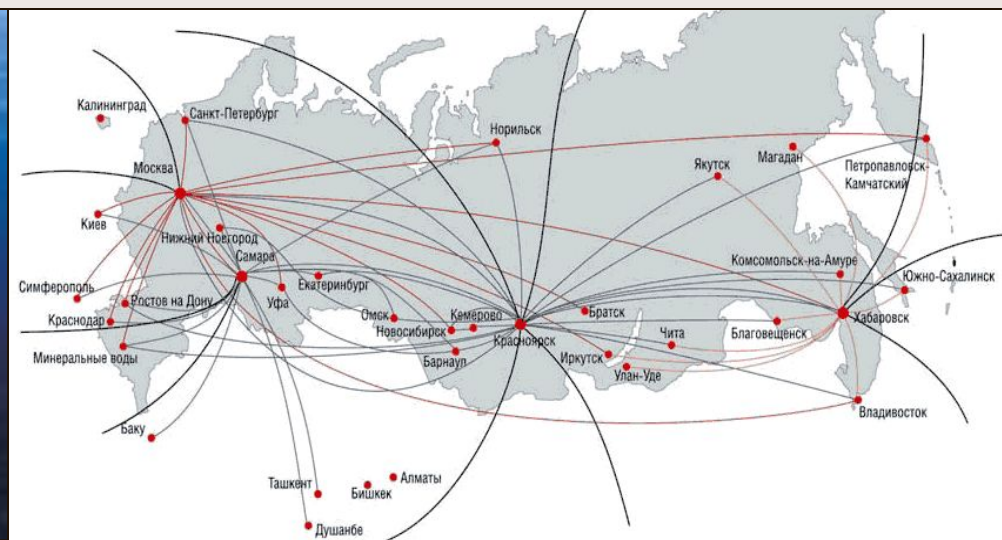 Калининград
Санкт-Петербург
Норильск
Москва
Якутск
Магадан
Петропавловск-
Камчатский
Киев
Нижний Новгород
Самара
Комсомольск-на-Амуре
Южно-Сахалинск
Симферополь
Ростов на Дону
Уфа
Екатеринбург
Омск
Кемерово
Братск
Хабаровск
Краснодар
Новосибирск
Красноярск
Чита
Благовещенск
Минеральные воды
Барнаул
Иркутск
Улан-Уде
Владивосток
Баку
Ташкент
Бишкек
Алматы
Душанбе